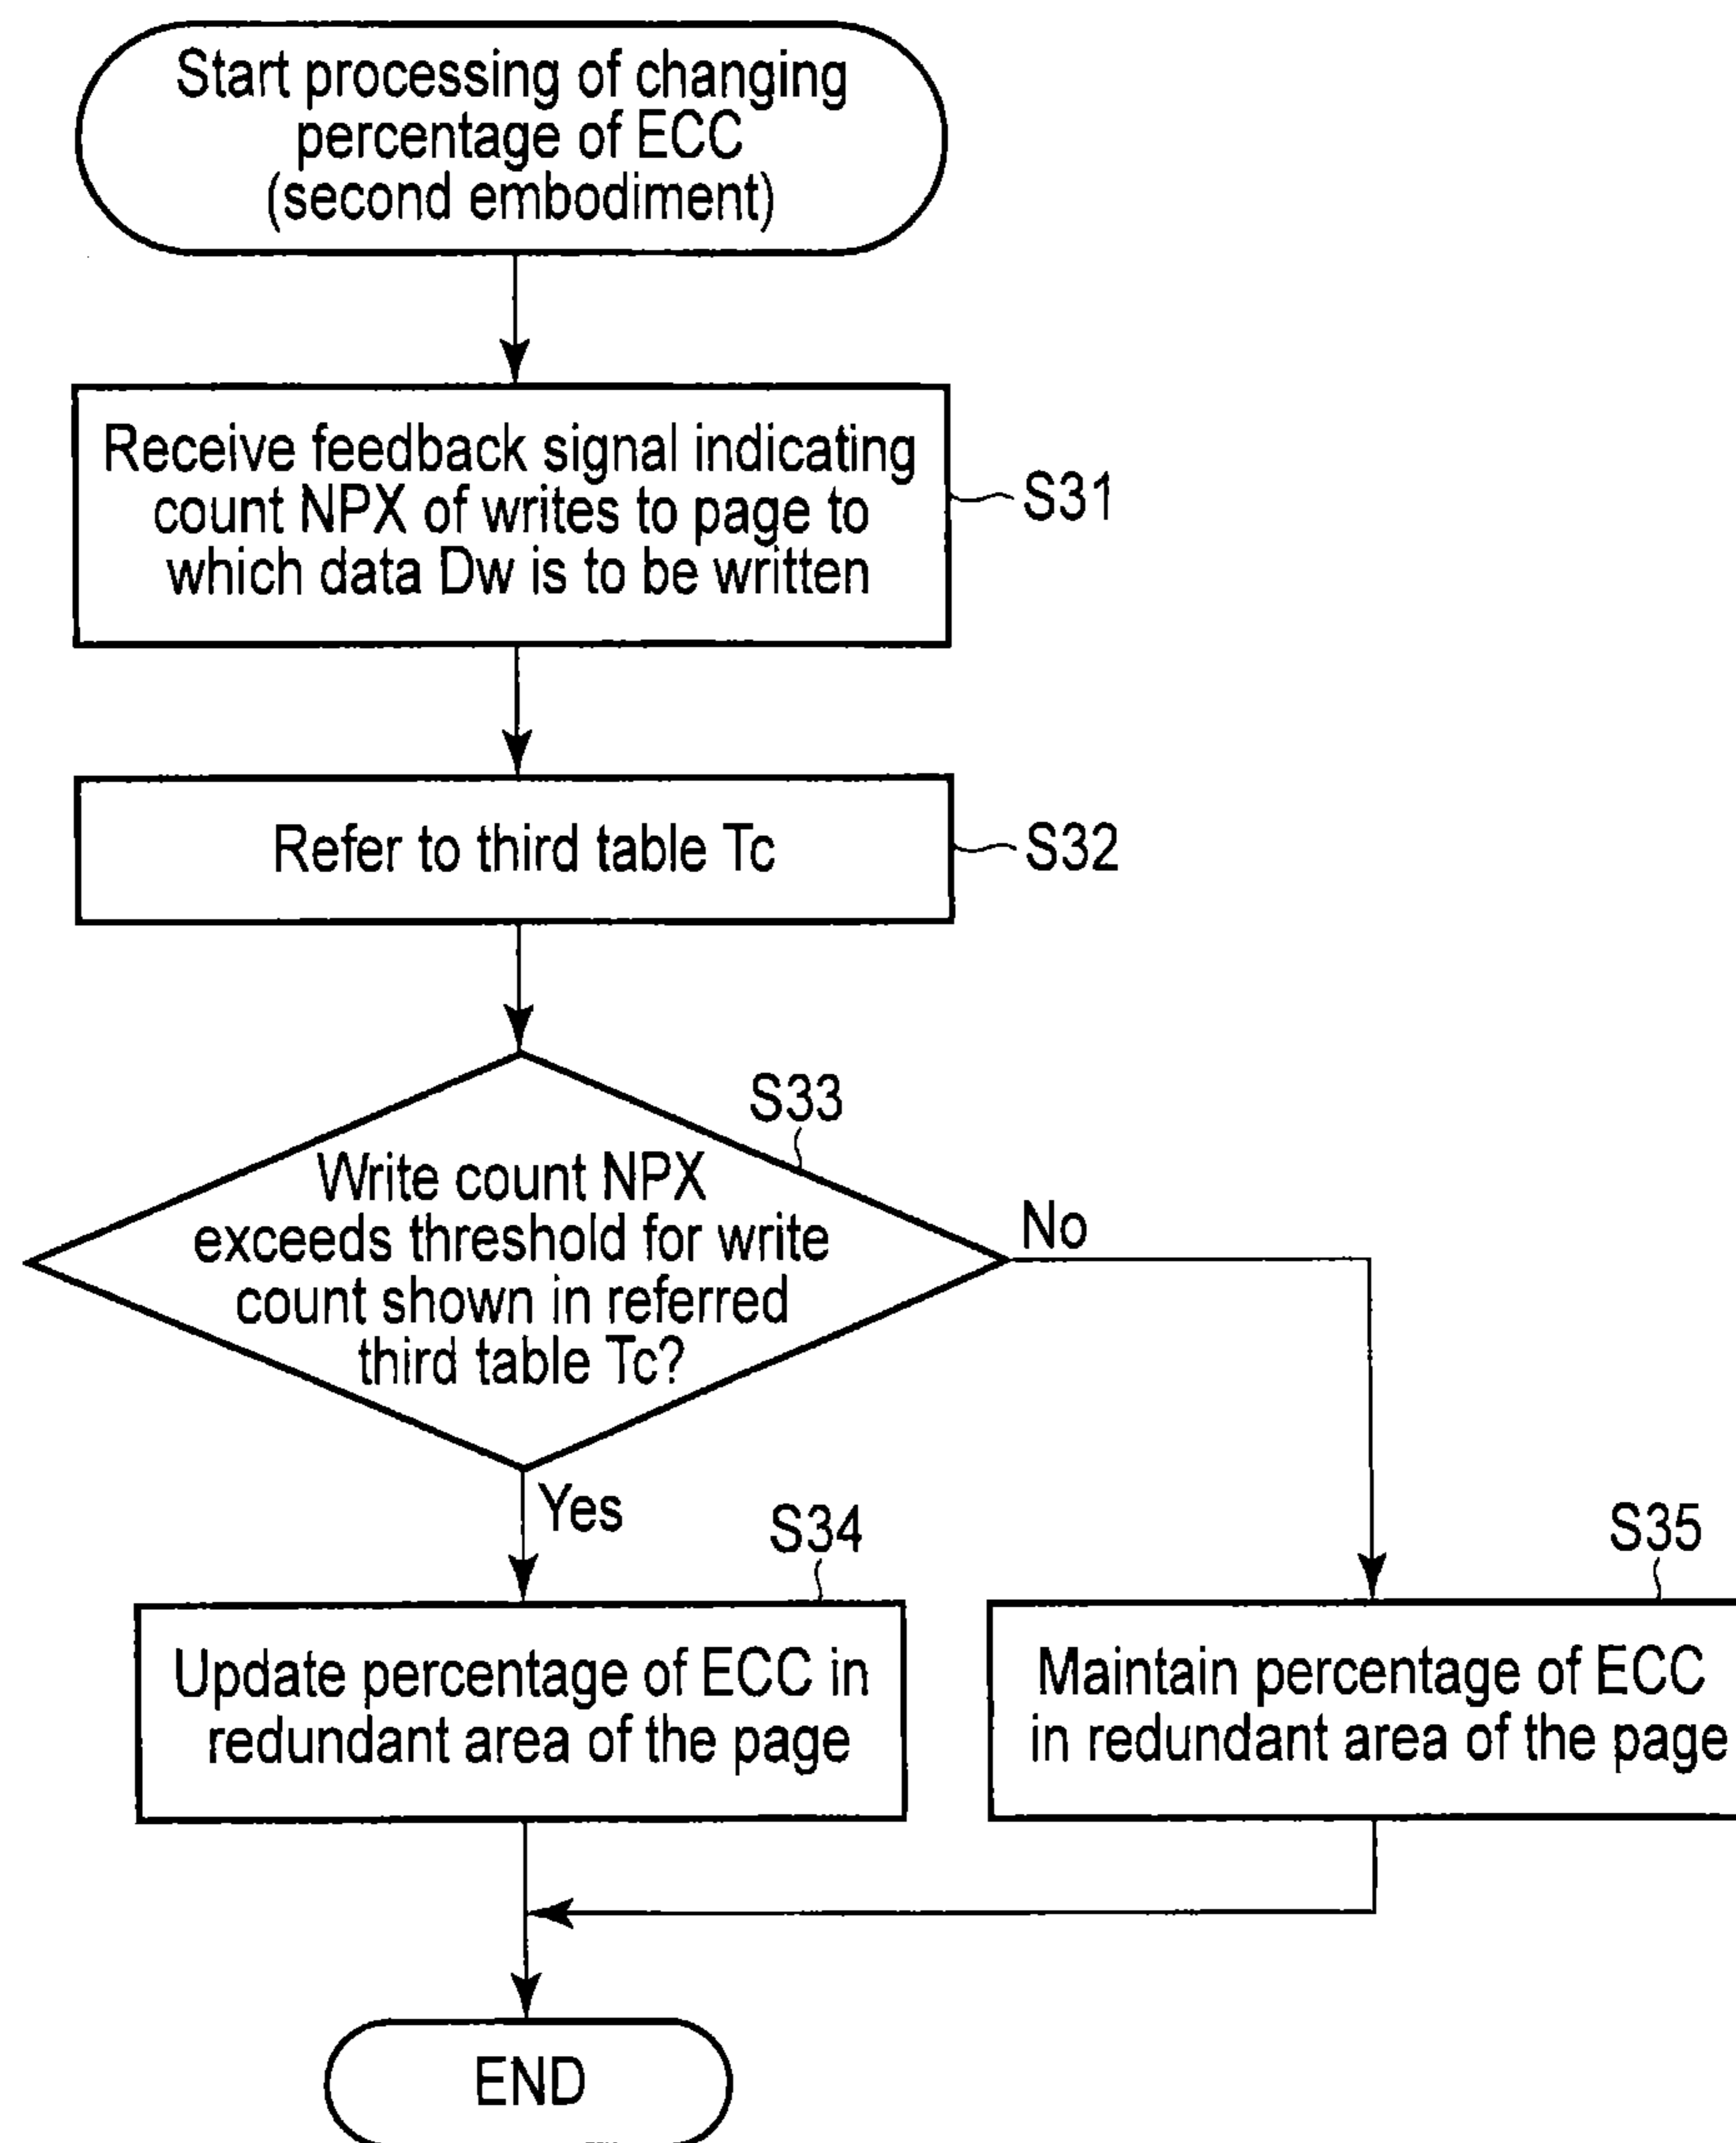 Start processing of changing
percentage of ECC
(second embodiment)
Receive feedback signal indicating
count NPX of writes to page to
which data Dw is to be written
S31
Refer to third table Tc
S32
S33
Write count NPX
exceeds threshold for write
count shown in referred
third table Tc?
No
Yes
S34
Update percentage of ECC in
redundant area of the page
S35
Maintain percentage of ECC
in redundant area of the page
END